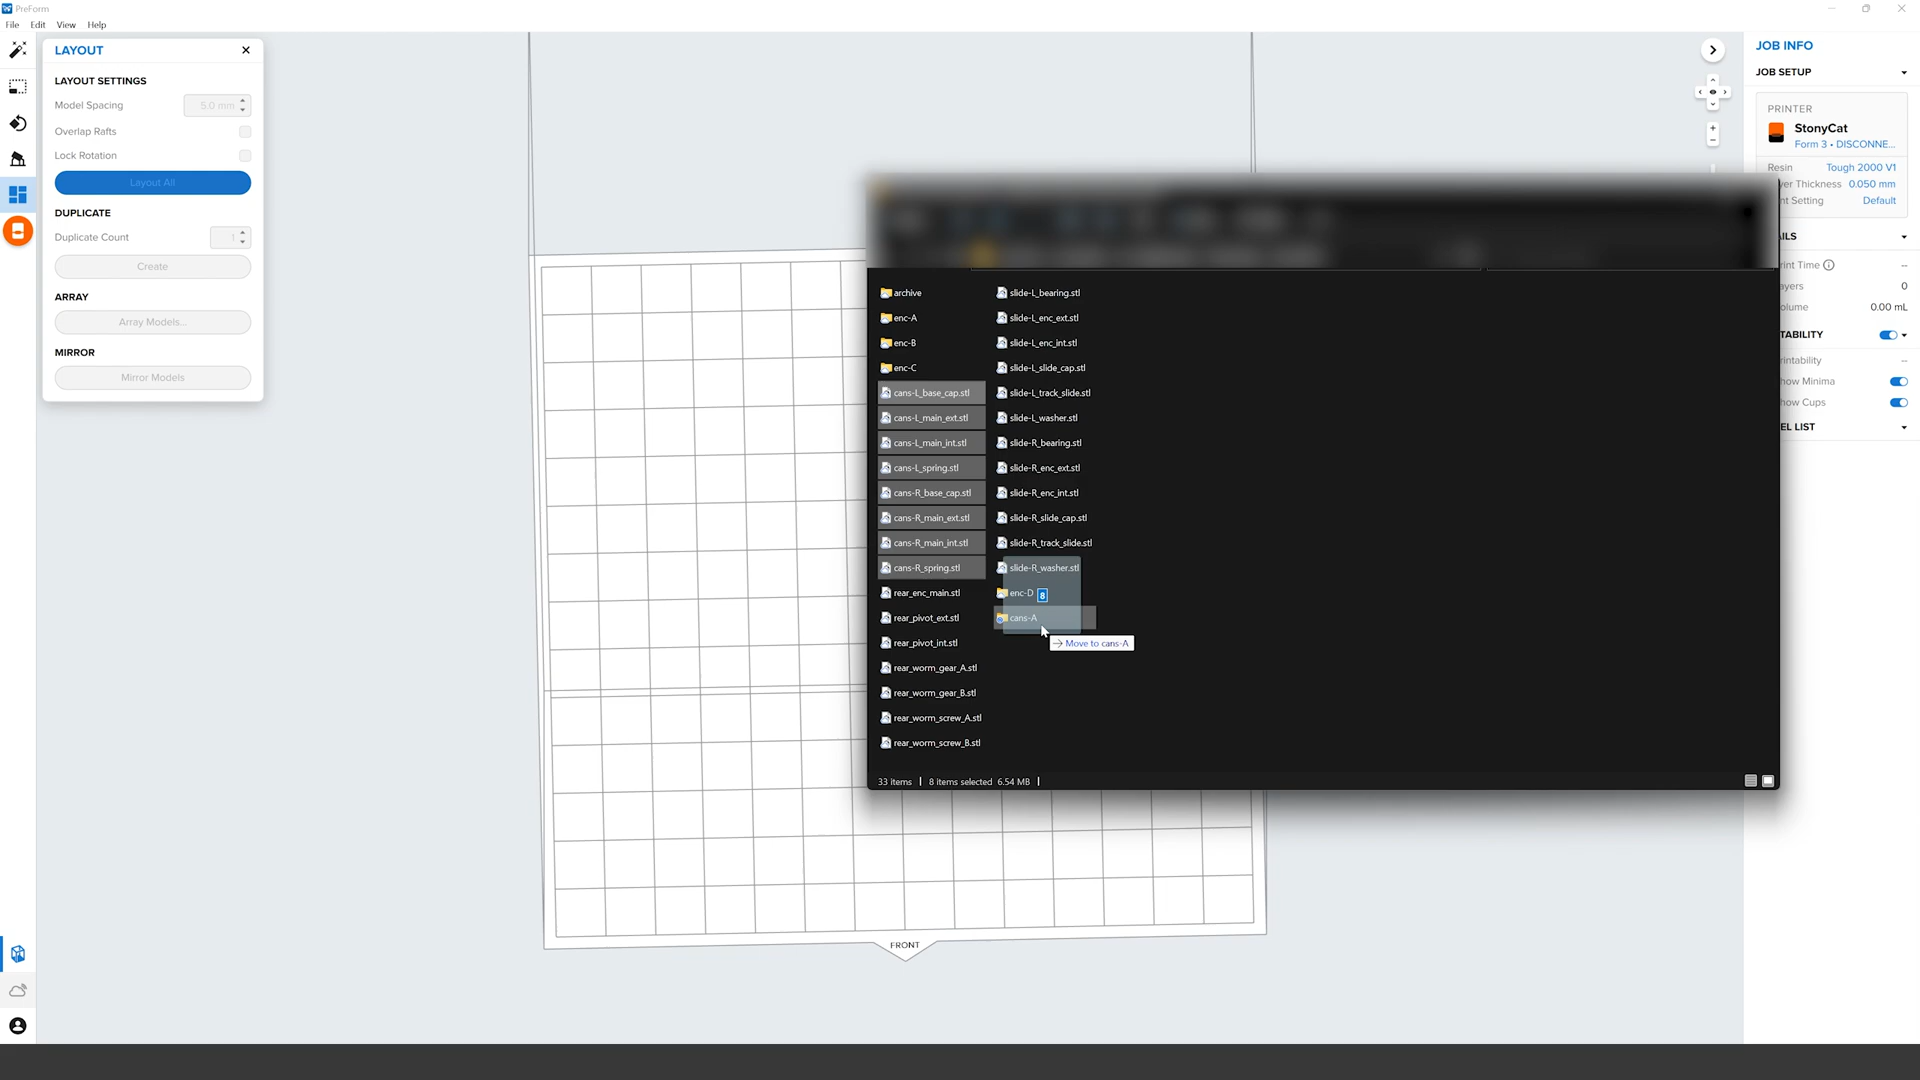 PreForm
File Edit View Help
LAYOUT
LAYOUT SETTINGS
Model Spacing 5.0 mm
Overlap Rafts
Lock Rotation
Layout All
DUPLICATE
Duplicate Count 1
Create
ARRAY
Array Models...
MIRROR
Mirror Models
FRONT
archive
enc-A
enc-B
enc-C
cans-L_base_cap.stl
cans-L_main_ext.stl
cans-L_main_int.stl
cans-L_spring.stl
cans-R_base_cap.stl
cans-R_main_ext.stl
cans-R_main_int.stl
cans-R_spring.stl
rear_enc_main.stl
rear_pivot_ext.stl
rear_pivot_int.stl
rear_worm_gear_A.stl
rear_worm_gear_B.stl
rear_worm_screw_A.stl
rear_worm_screw_B.stl
slide-L_bearing.stl
slide-L_enc_ext.stl
slide-L_enc_int.stl
slide-L_slide_cap.stl
slide-L_track_slide.stl
slide-L_washer.stl
slide-R_bearing.stl
slide-R_enc_ext.stl
slide-R_enc_int.stl
slide-R_slide_cap.stl
slide-R_track_slide.stl
slide-R_washer.stl
enc-D 8
cans-A
→ Move to cans-A
33 items | 8 items selected 6.54 MB |
JOB INFO
JOB SETUP
PRINTER
StonyCat
Form 3 • DISCONNE...
Resin Tough 2000 V1
yer Thickness 0.050 mm
nt Setting Default
AILS
rint Time --
ayers 0
olume 0.00 mL
TABILITY
rintability --
how Minima
how Cups
EL LIST